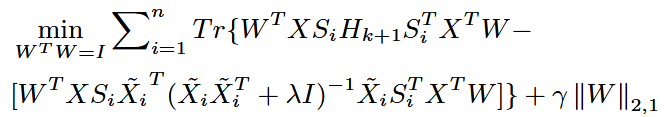 \min_{W^T W=I} \sum_{i=1}^{n} Tr\{W^T X S_i H_{k+1} S_i^T X^T W -
[W^T X S_i \tilde{X}_i^T (\tilde{X}_i \tilde{X}_i^T + \lambda I)^{-1} \tilde{X}_i S_i^T X^T W]\} + \gamma \|W\|_{2,1}